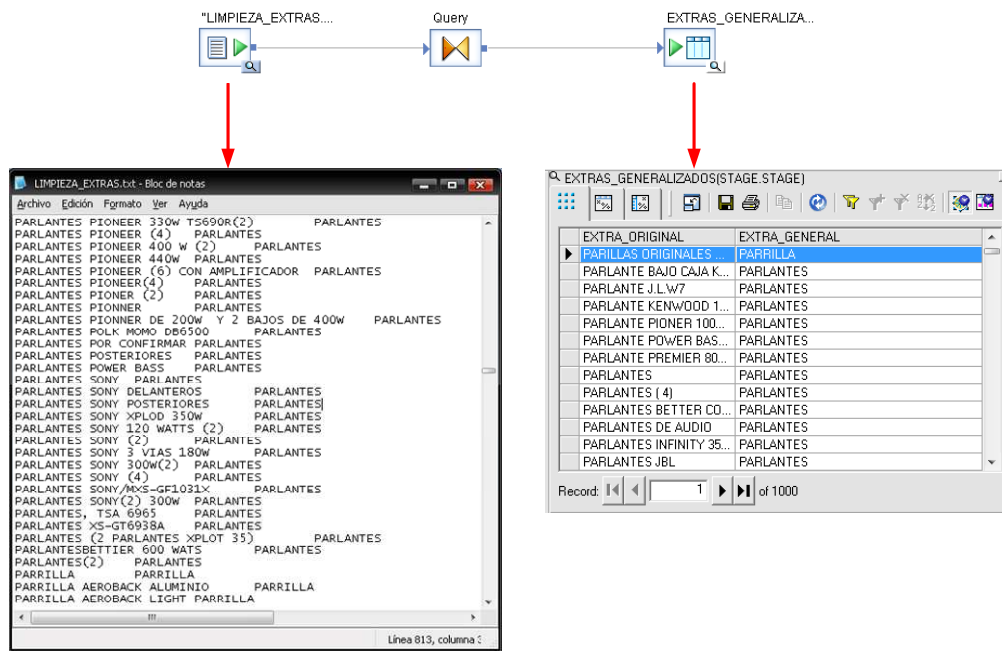 "LIMPIEZA_EXTRAS....
Query
EXTRAS_GENERALIZA...
LIMPIEZA_EXTRAS.txt - Bloc de notas
Archivo Edición Formato Ver Ayuda
PARLANTES PIONEER 330W TS690R(2) PARLANTES
PARLANTES PIONEER (4) PARLANTES
PARLANTES PIONEER 400 W (2) PARLANTES
PARLANTES PIONEER 440W PARLANTES
PARLANTES PIONEER (6) CON AMPLIFICADOR PARLANTES
PARLANTES PIONEER(4) PARLANTES
PARLANTES PIONER (2) PARLANTES
PARLANTES PIONNER PARLANTES
PARLANTES PIONNER DE 200W Y 2 BAJOS DE 400W PARLANTES
PARLANTES POLK MOMO DB6500 PARLANTES
PARLANTES POR CONFIRMAR PARLANTES
PARLANTES POSTERIORES PARLANTES
PARLANTES POWER BASS PARLANTES
PARLANTES SONY PARLANTES
PARLANTES SONY DELANTEROS PARLANTES
PARLANTES SONY POSTERIORES PARLANTES
PARLANTES SONY XPLOD 350W PARLANTES
PARLANTES SONY 120 WATTS (2) PARLANTES
PARLANTES SONY (2) PARLANTES
PARLANTES SONY 3 VIAS 180W PARLANTES
PARLANTES SONY 300W(2) PARLANTES
PARLANTES SONY (4) PARLANTES
PARLANTES SONY/MXS-GF1031X PARLANTES
PARLANTES SONY(2) 300W PARLANTES
PARLANTES, TSA 6965 PARLANTES
PARLANTES XS-GT6938A PARLANTES
PARLANTES (2 PARLANTES XPLOT 35) PARLANTES
PARLANTESBETTIER 600 WATS PARLANTES
PARLANTES(2) PARLANTES
PARRILLA PARRILLA
PARRILLA AEROBACK ALUMINIO PARRILLA
PARRILLA AEROBACK LIGHT PARRILLA
Línea 813, columna 3
EXTRAS_GENERALIZADOS(STAGE.STAGE)
EXTRA_ORIGINAL EXTRA_GENERAL
PARILLAS ORIGINALES ... PARRILLA
PARLANTE BAJO CAJA K... PARLANTES
PARLANTE J.L.W7 PARLANTES
PARLANTE KENWOOD 1... PARLANTES
PARLANTE PIONER 100... PARLANTES
PARLANTE POWER BAS... PARLANTES
PARLANTE PREMIER 80... PARLANTES
PARLANTES PARLANTES
PARLANTES ( 4) PARLANTES
PARLANTES BETTER CO... PARLANTES
PARLANTES DE AUDIO PARLANTES
PARLANTES INFINITY 35... PARLANTES
PARLANTES JBL PARLANTES
Record: 1 of 1000